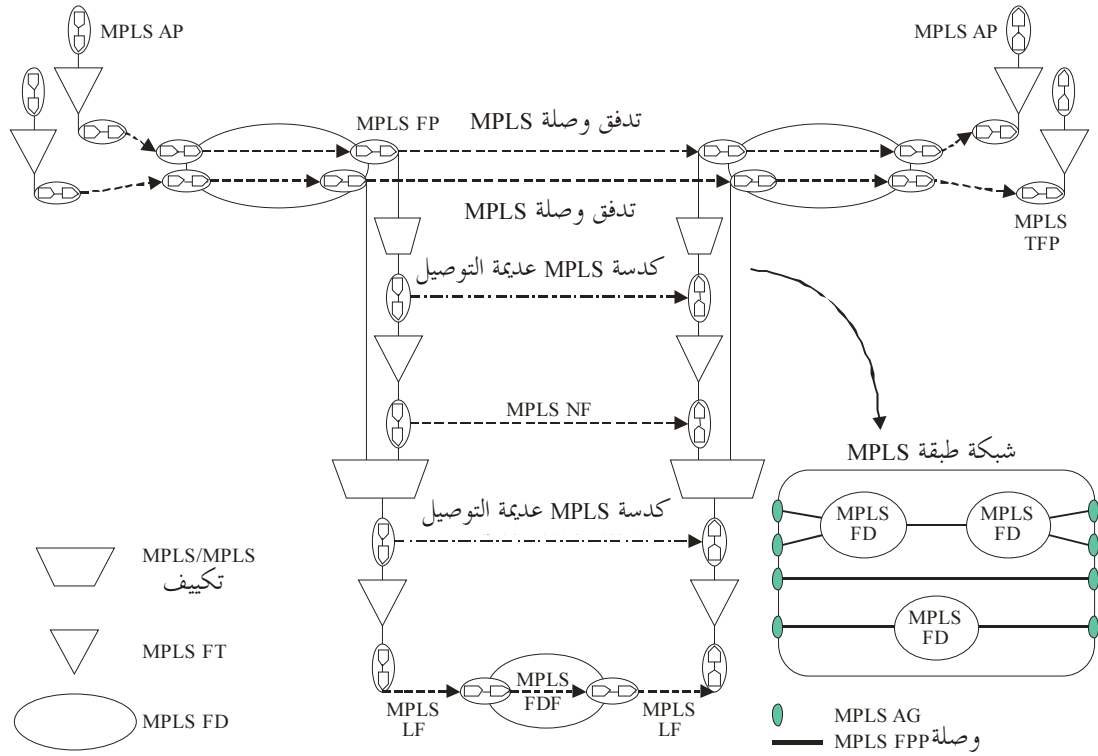 MPLS AP
MPLS AP
MPLS FP
تدفق وصلة MPLS
تدفق وصلة MPLS
MPLS
TFP
كدسة MPLS عديمة التوصيل
MPLS NF
شبكة طبقة MPLS
MPLS
FD
MPLS
FD
MPLS
FD
كدسة MPLS عديمة التوصيل
MPLS/MPLS
تكييف
MPLS FT
MPLS FD
MPLS
LF
MPLS
FDF
MPLS
LF
MPLS AG
وصلة MPLS FPP